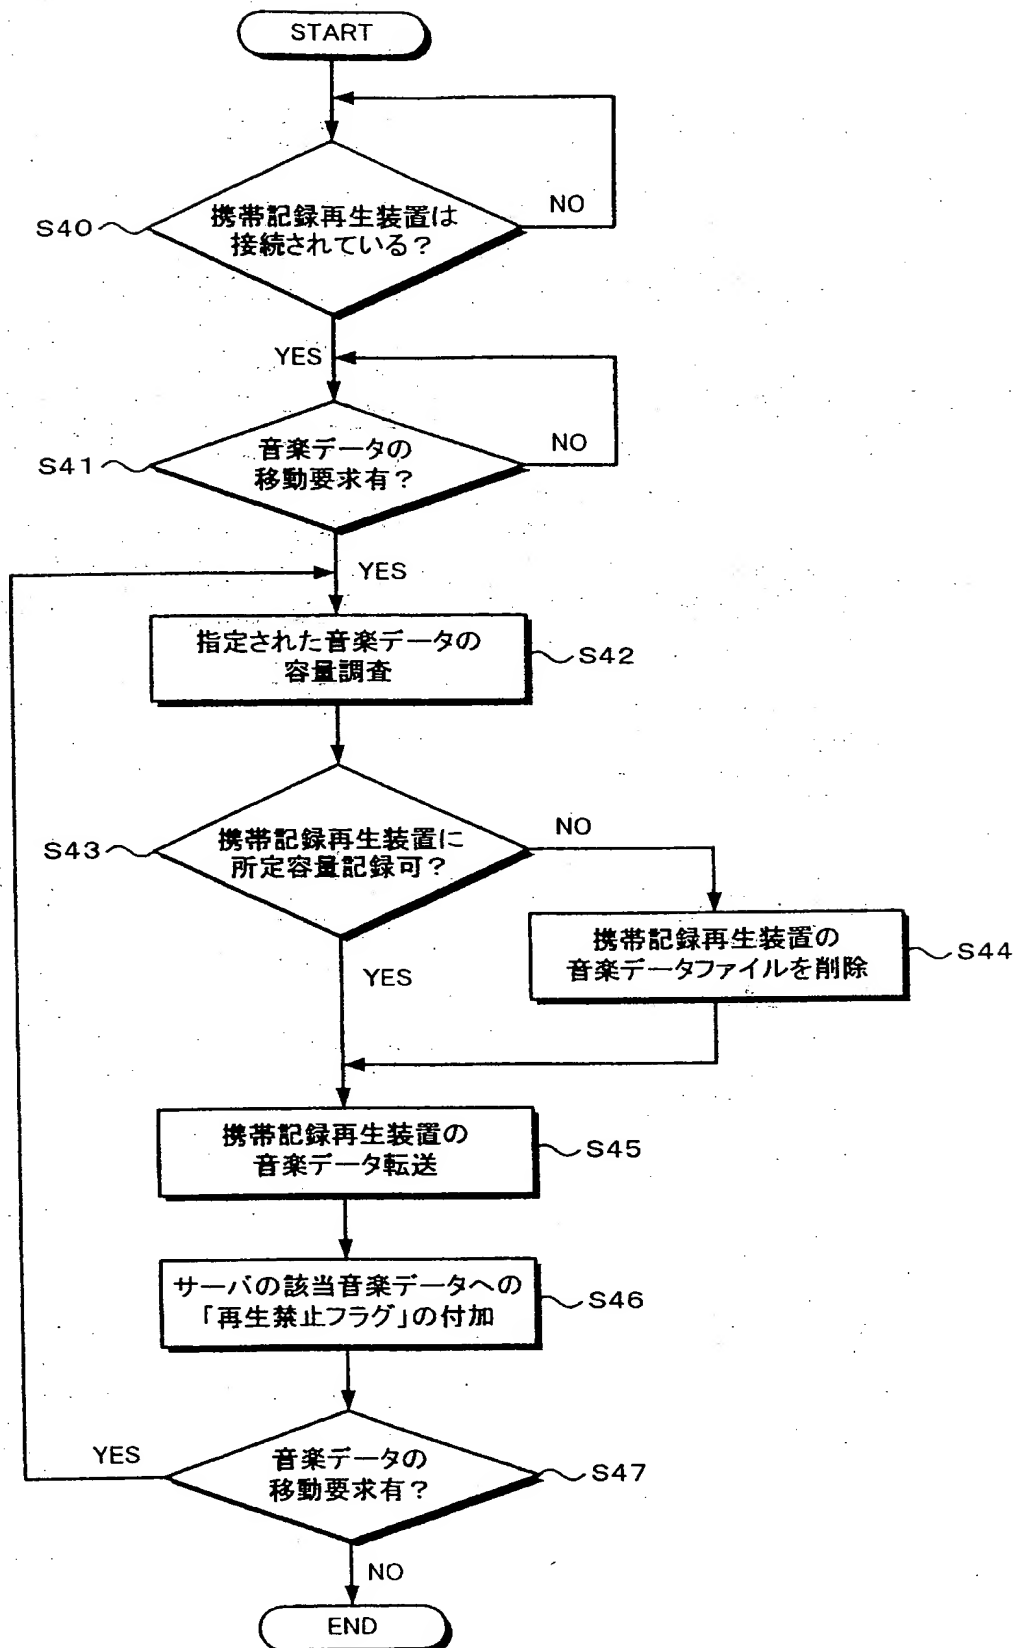 START
NO
S40
携帯記録再生装置は
接続されている?
YES
NO
S41
音楽データの
移動要求有?
YES
指定された音楽データの
容量調査
S42
NO
S43
携帯記録再生装置に
所定容量記録可?
YES
携帯記録再生装置の
音楽データファイルを削除
S44
携帯記録再生装置の
音楽データ転送
S45
サーバの該当音楽データへの
「再生禁止フラグ」の付加
S46
YES
音楽データの
移動要求有?
S47
NO
END